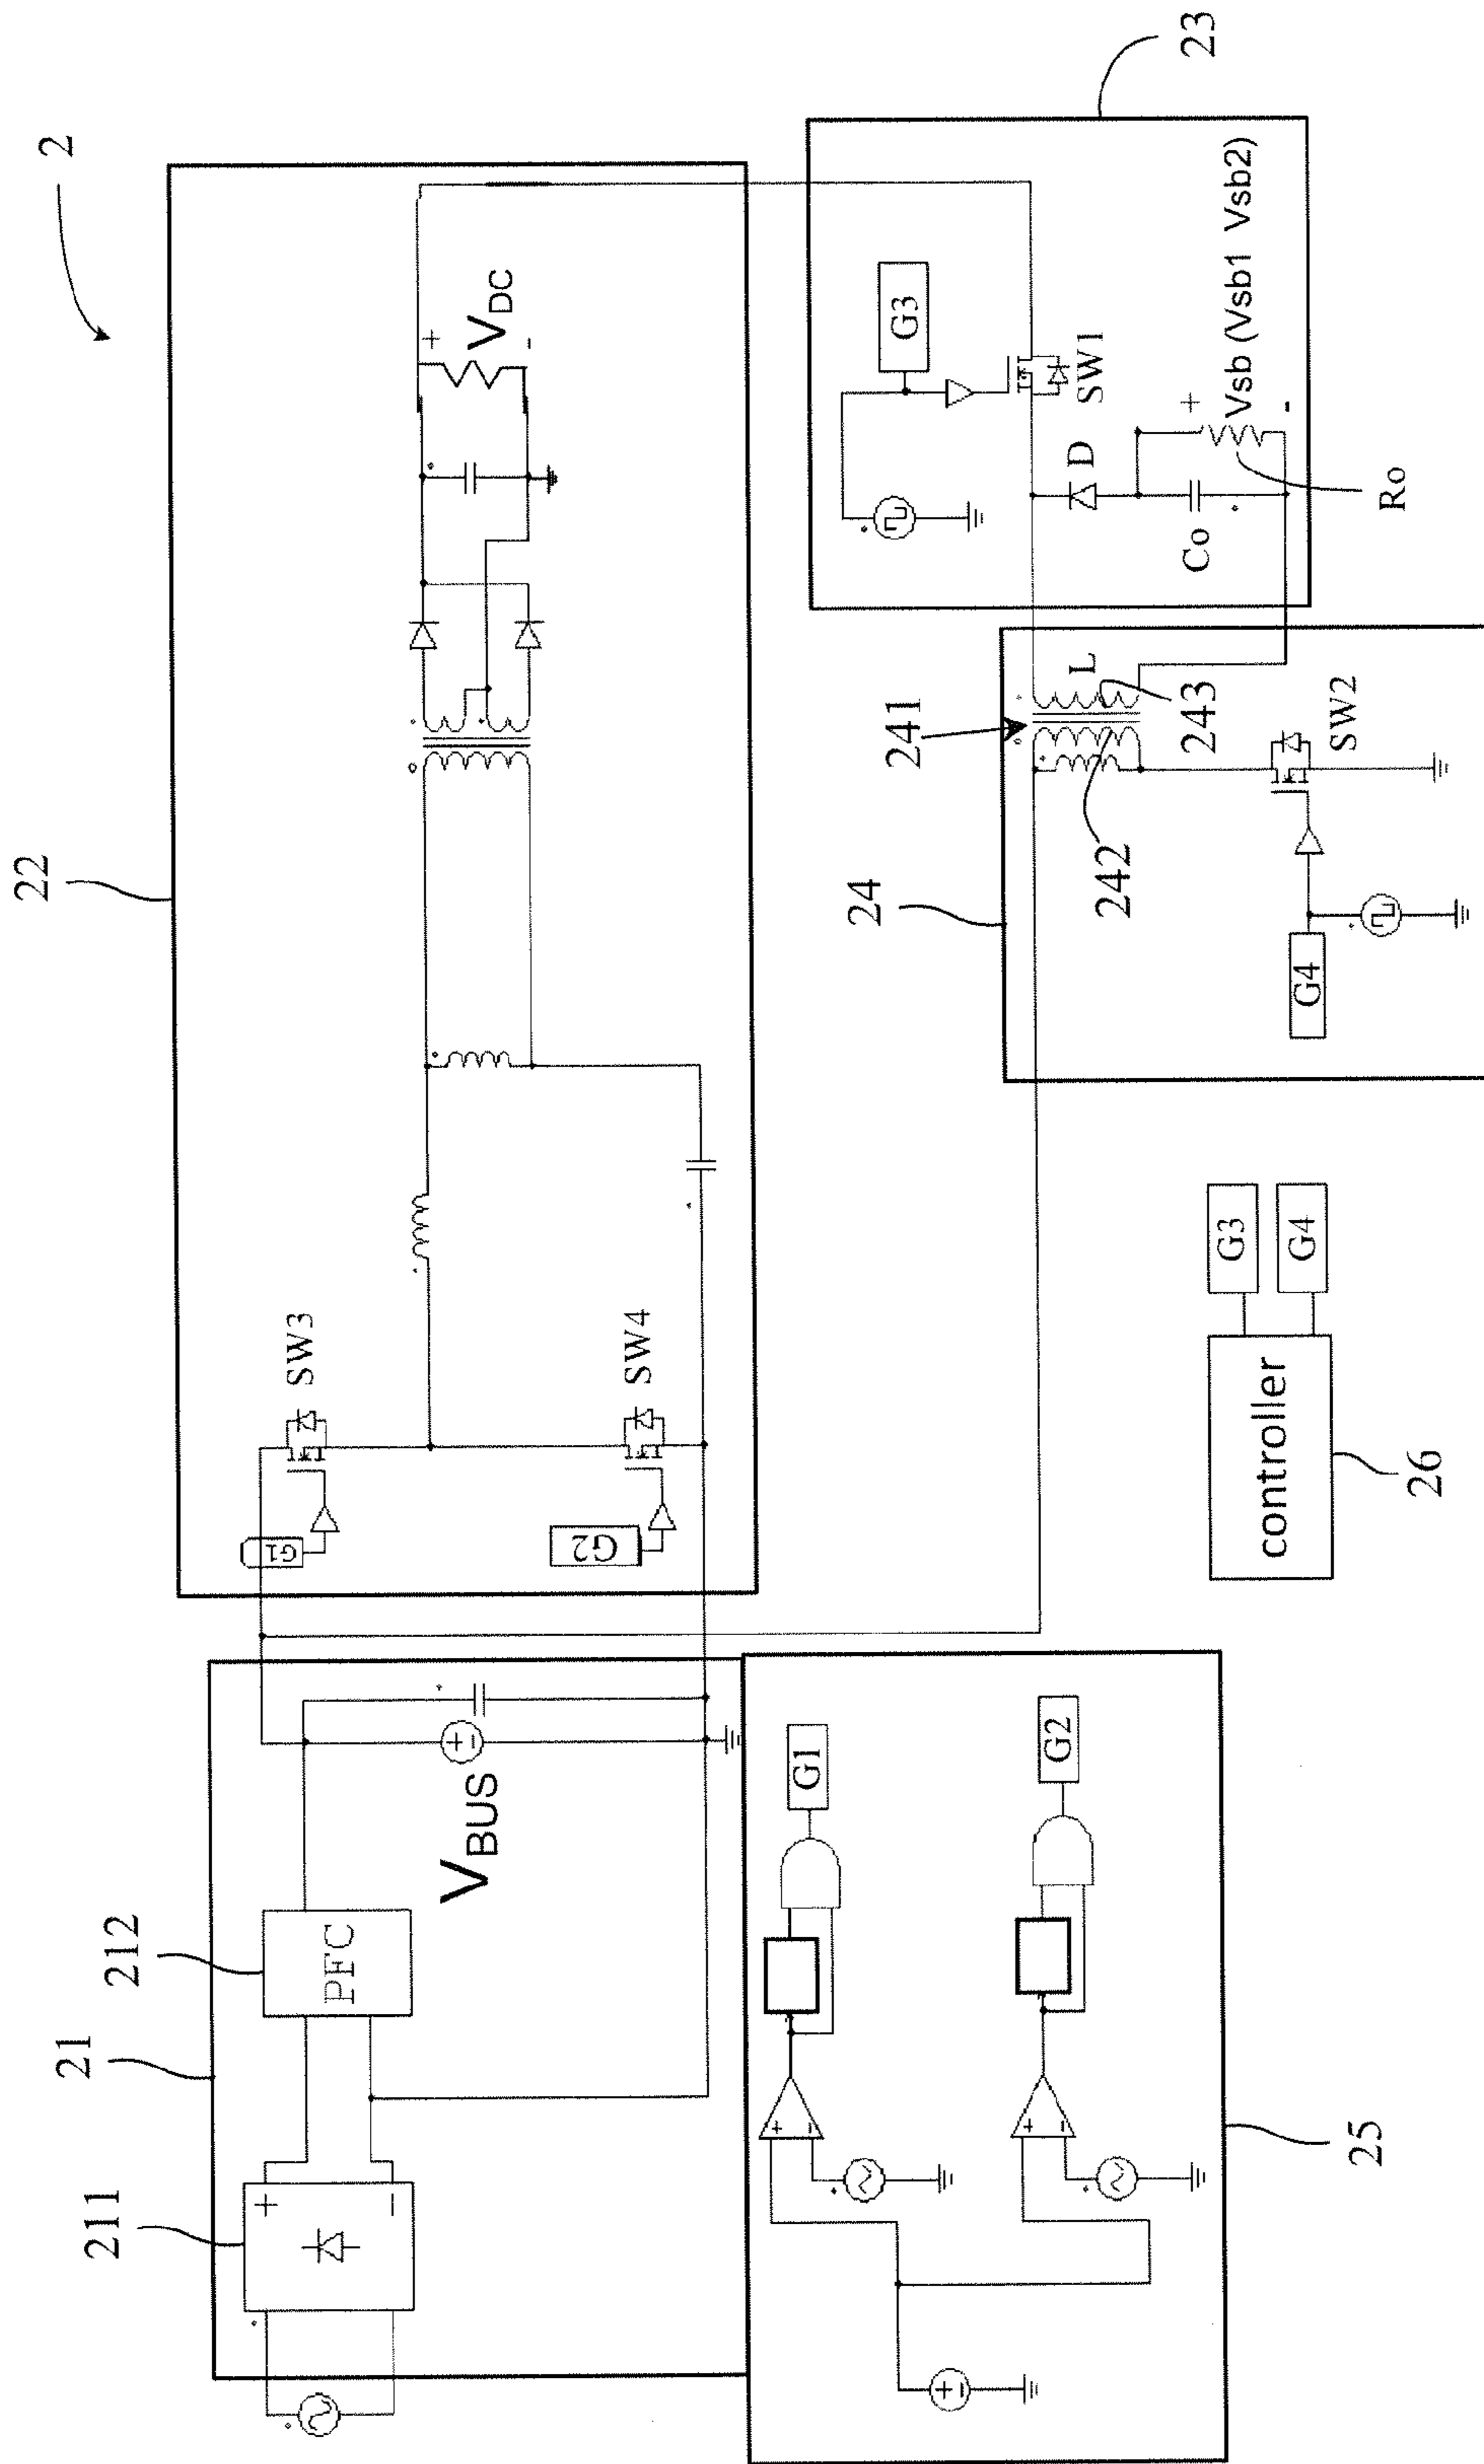 2
22
SW3
SW4
G1
G2
V_DC
+
-
21
211
212
+
-
PFC
V_BUS
G1
G2
25
23
G3
SW1
D
Co
+
Vsb (Vsb1 Vsb2)
-
Ro
24
241
L
243
242
SW2
G4
controller
G3
G4
26